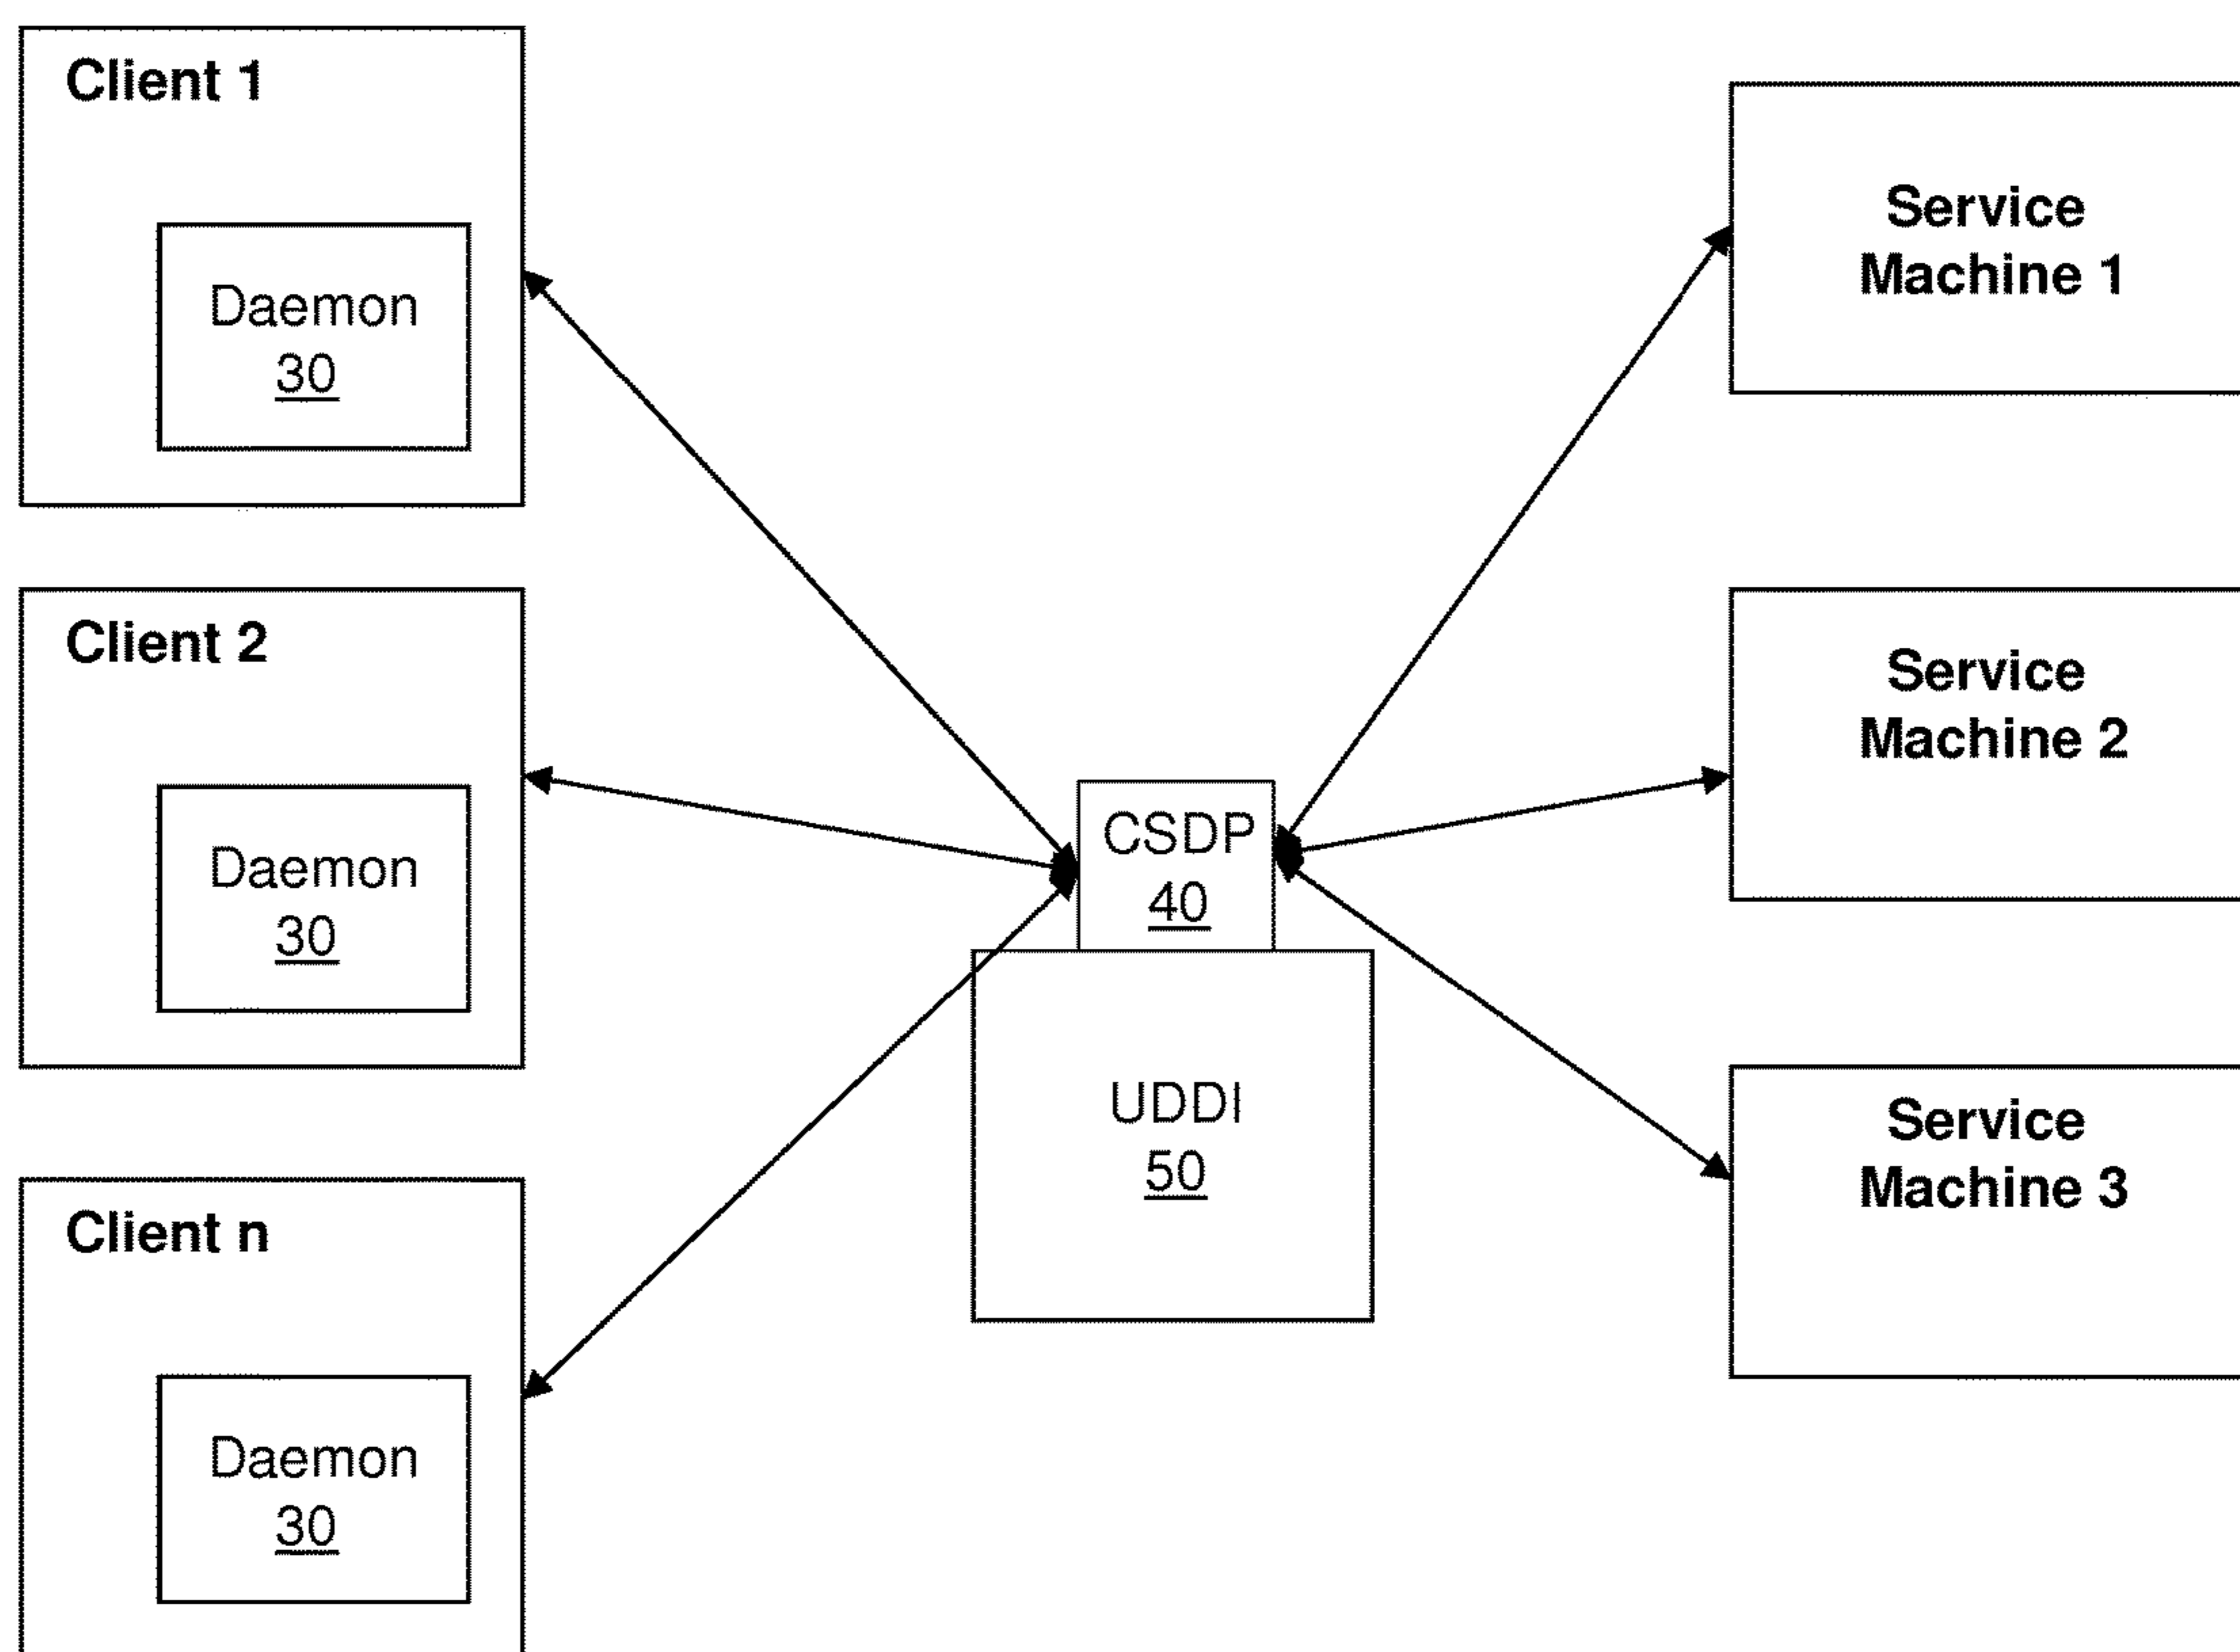 Client 1
Daemon
30
Client 2
Daemon
30
Client n
Daemon
30
CSDP
40
UDDI
50
Service
Machine 1
Service
Machine 2
Service
Machine 3